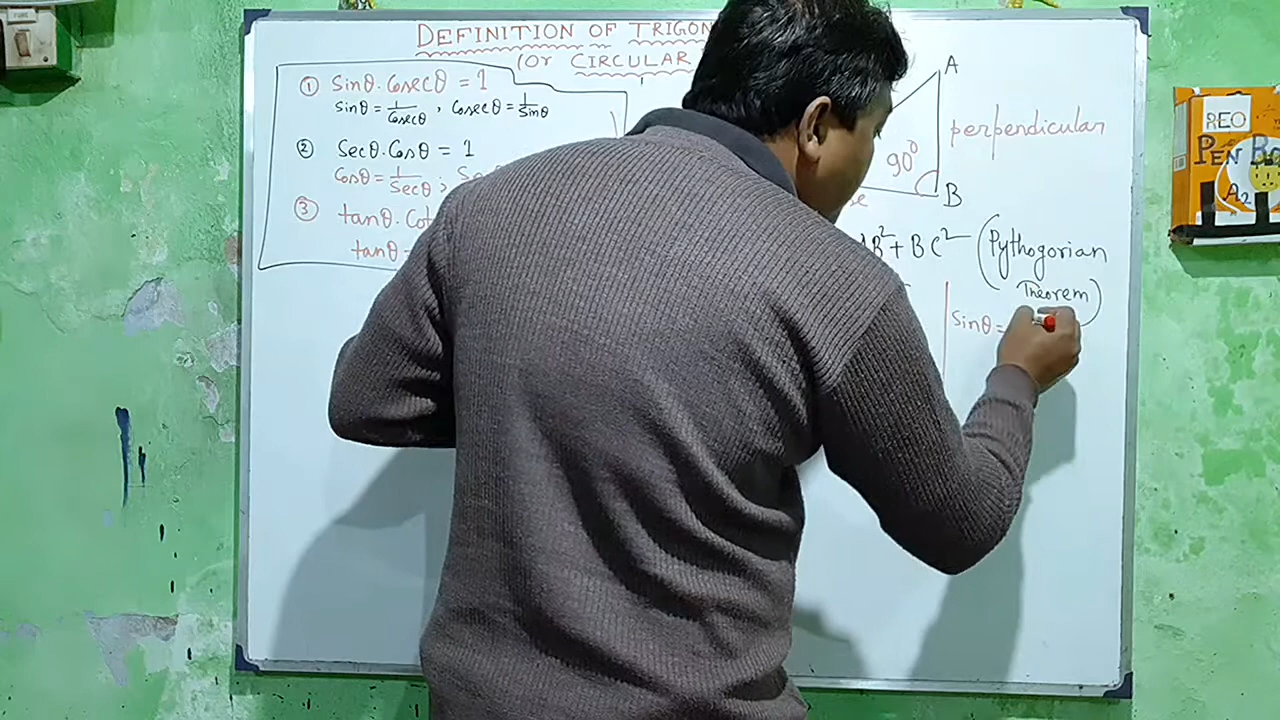 DEFINITION OF TRIGON
(Or CIRCULAR
① Sinθ. Cosecθ = 1
Sinθ = 1/Cosecθ , Cosecθ = 1/Sinθ
② Secθ. Cosθ = 1
Cosθ = 1/Secθ ;
③ tanθ. Cot
tanθ
A
perpendicular
90°
B
AB² + BC² (Pythogorian
Theorem)
Sinθ =
REO
PEN
A2